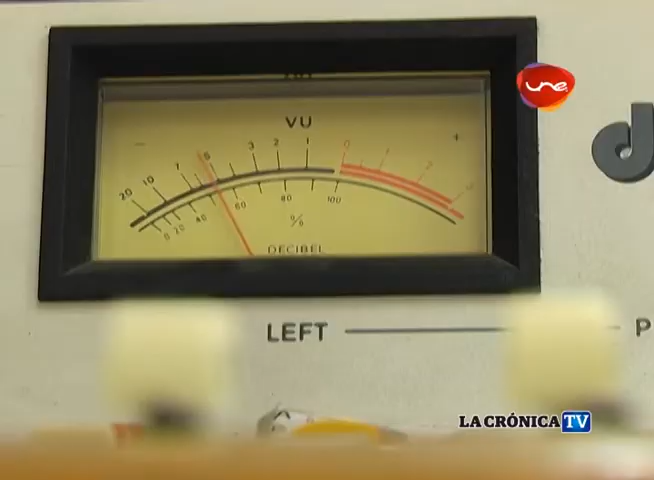 une
VU
- +
20 10 7 5 3 2 1 0 1 2 3
0 20 40 60 80 100
%
DECIBEL
d
LEFT P
LA CRÓNICA TV